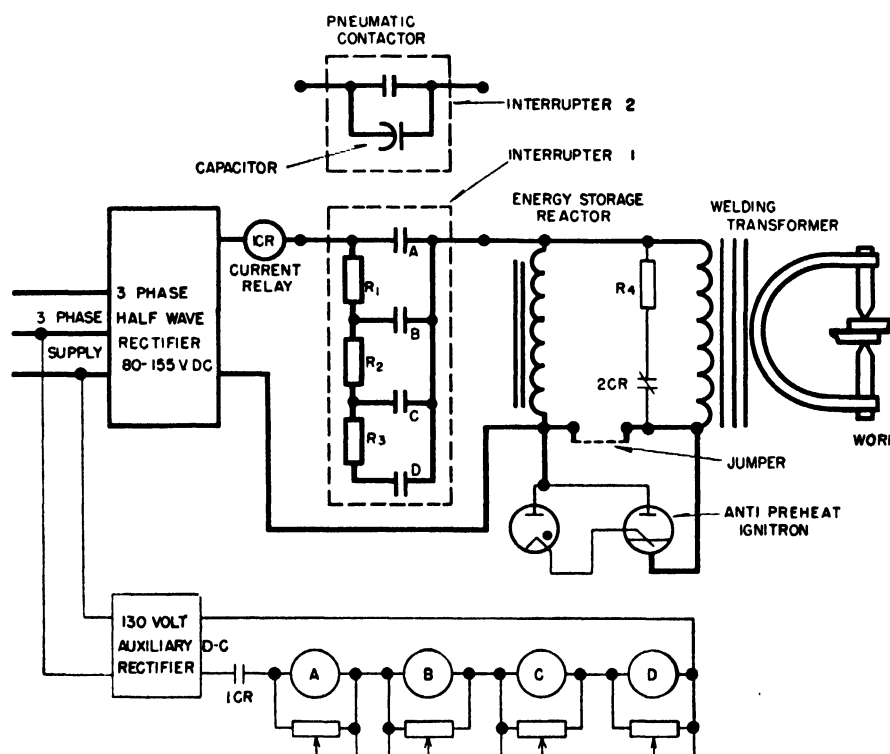 PNEUMATIC
CONTACTOR
INTERRUPTER 2
CAPACITOR
INTERRUPTER 1
ENERGY STORAGE
REACTOR
WELDING
TRANSFORMER
1CR
CURRENT
RELAY
A
R1
R4
3 PHASE
SUPPLY
3 PHASE
HALF WAVE
RECTIFIER
80-155 V DC
B
R2
2CR
C
R3
WORK
D
JUMPER
ANTI PREHEAT
IGNITRON
130 VOLT
AUXILIARY D-C
RECTIFIER
1CR
A
B
C
D